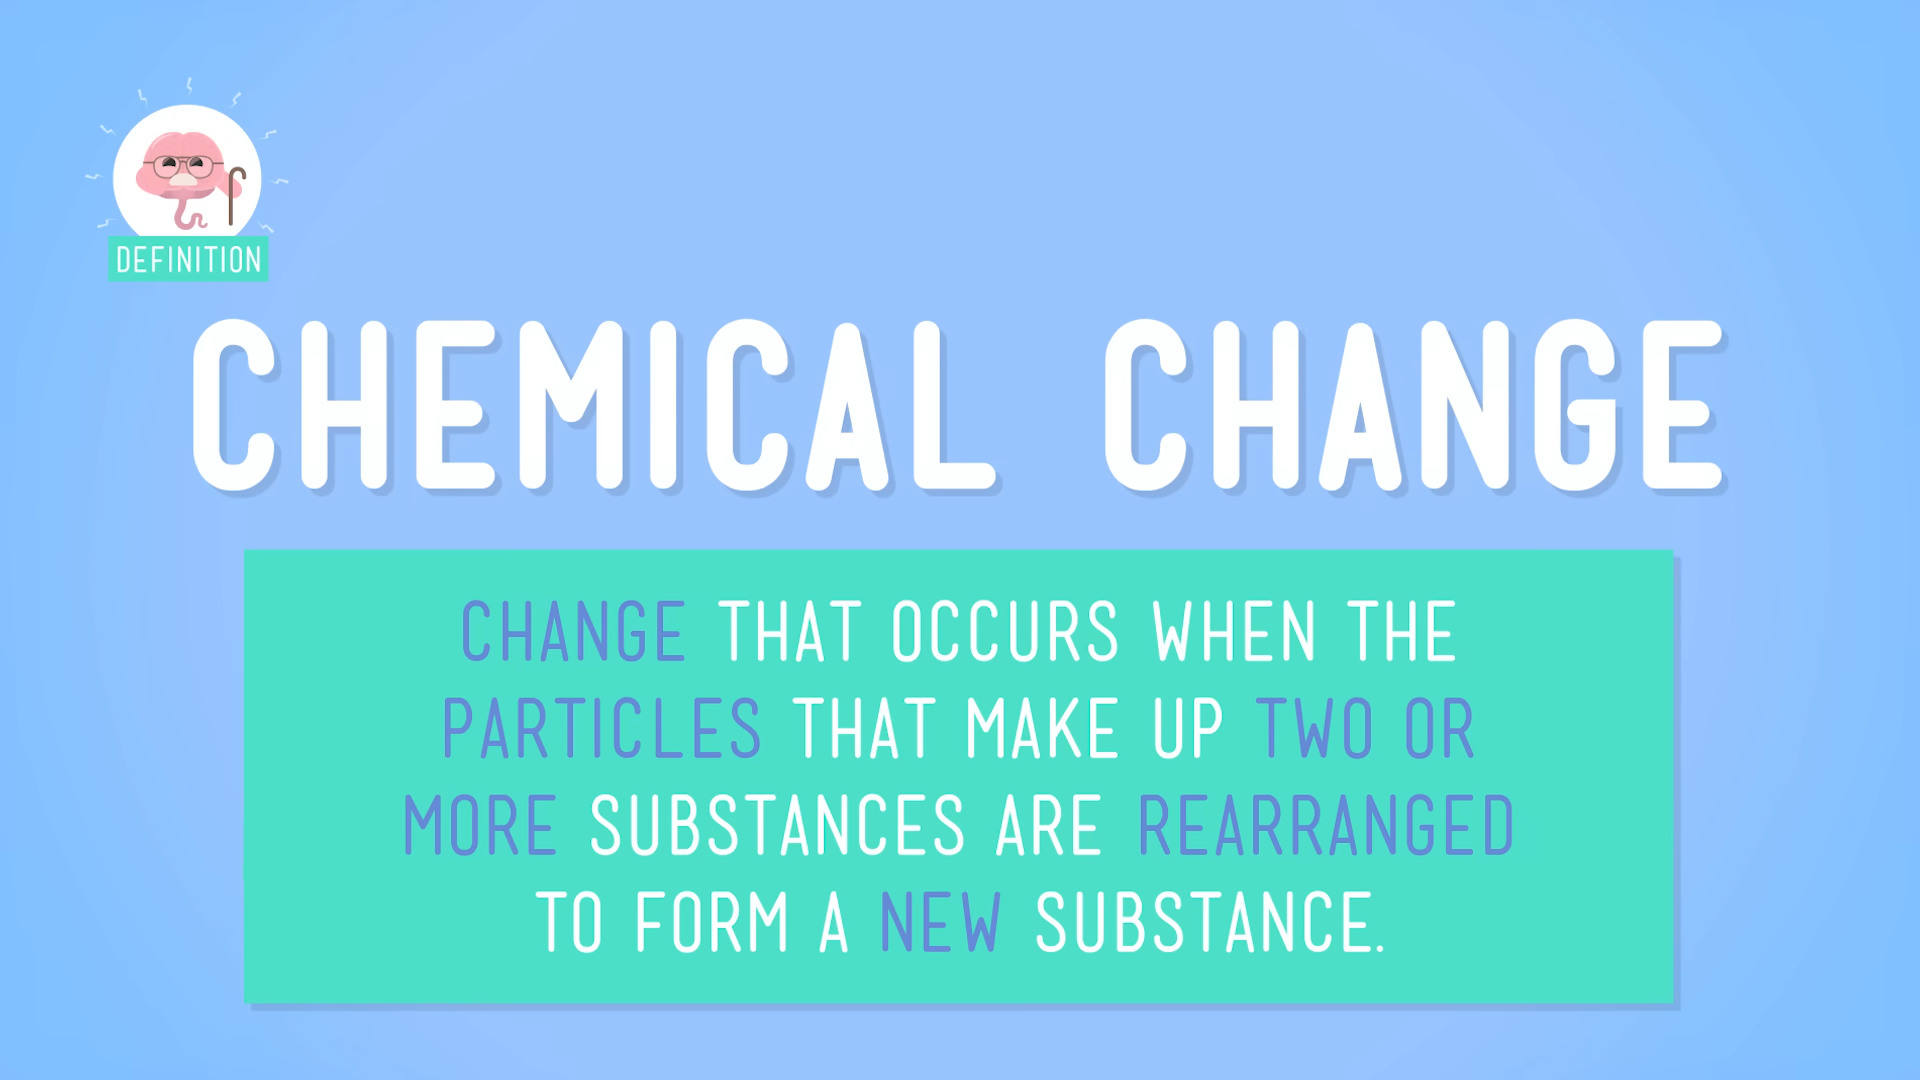 DEFINITION
CHEMICAL CHANGE
CHANGE THAT OCCURS WHEN THE
PARTICLES THAT MAKE UP TWO OR
MORE SUBSTANCES ARE REARRANGED
TO FORM A NEW SUBSTANCE.